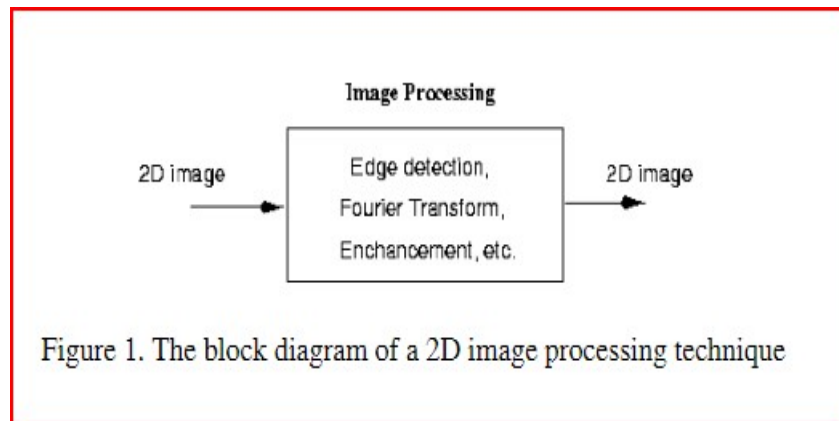 Image Processing
2D image
Edge detection,
Fourier Transform,
Enchancement, etc.
2D image
Figure 1. The block diagram of a 2D image processing technique